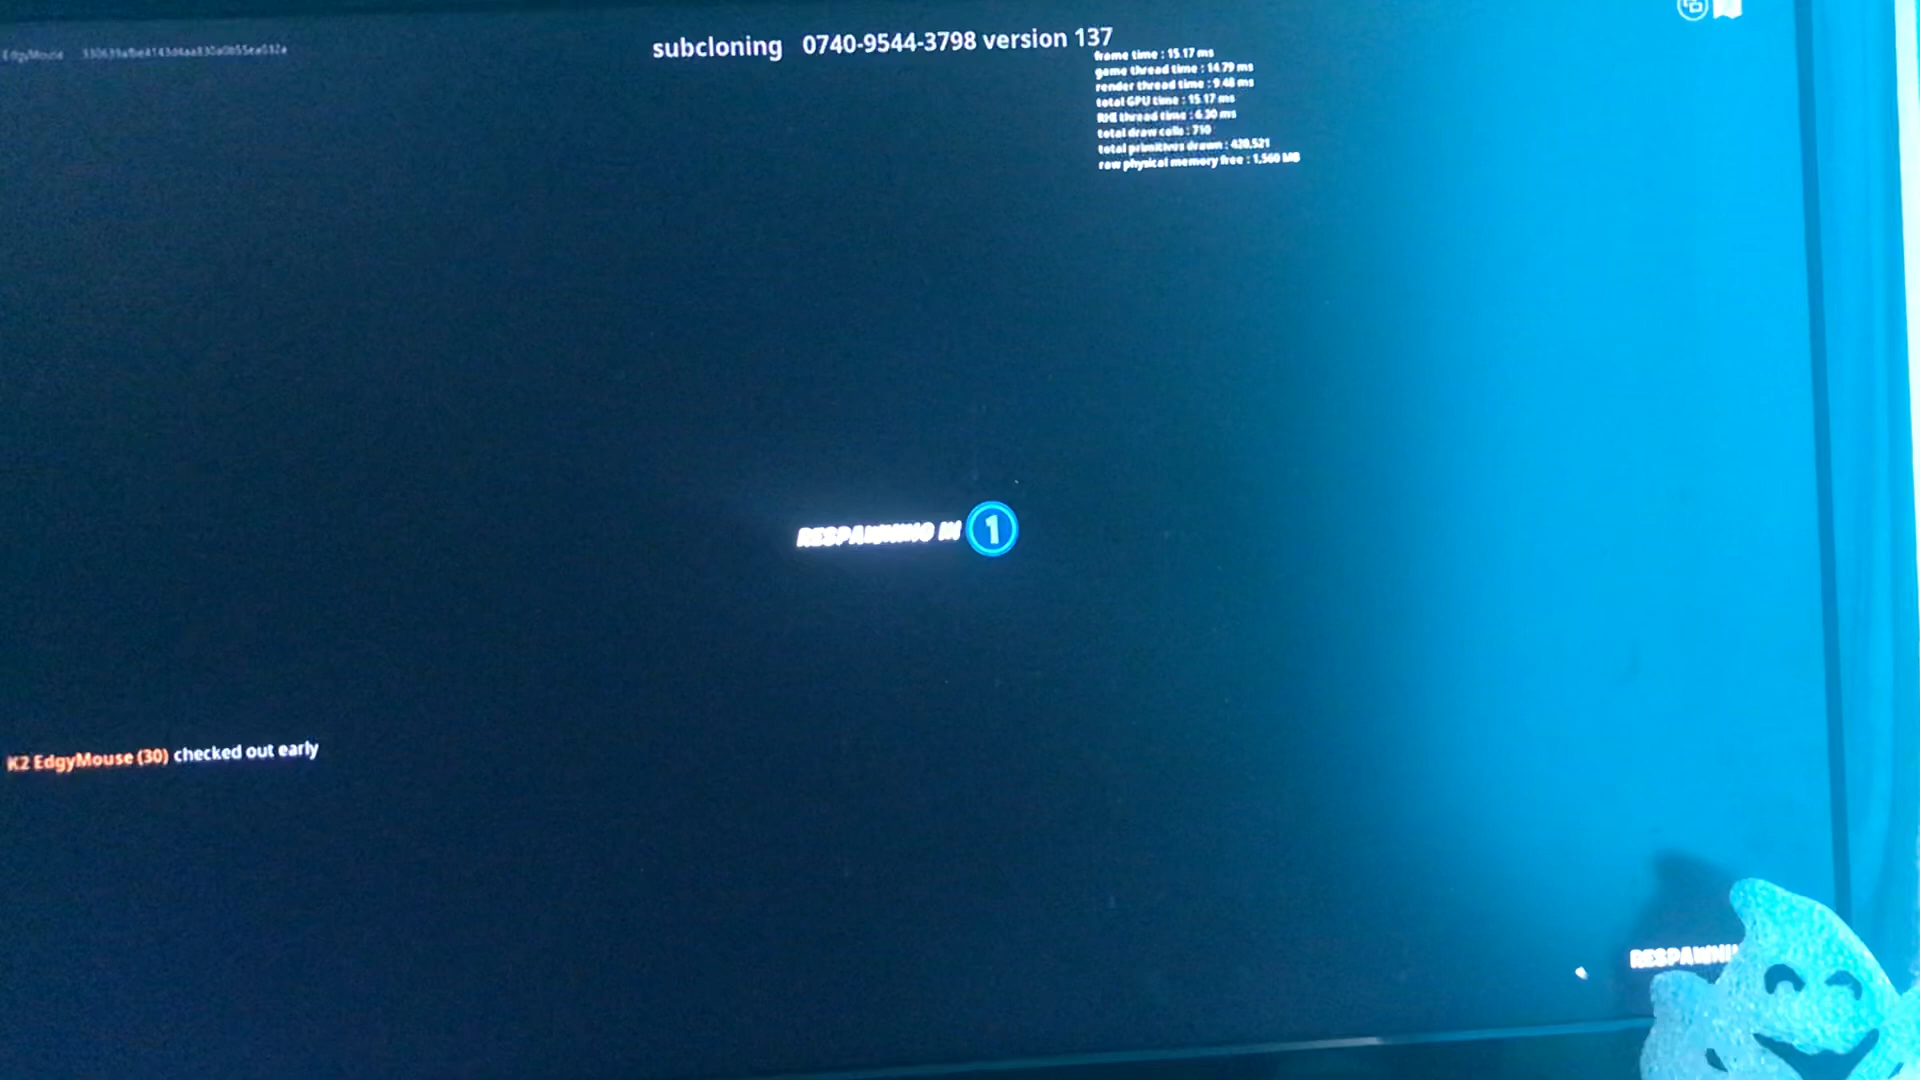 EdgyMouse
subcloning 0740-9544-3798 version 137
frame time : 15.17 ms
game thread time : 14.79 ms
render thread time : 9.48 ms
total GPU time : 15.17 ms
RHI thread time : 6.30 ms
total draw calls : 710
total primitives drawn : 420,521
raw physical memory free : 1,560 MB
RESPAWNING IN 1
K2 EdgyMouse (30) checked out early
RESPAWNI